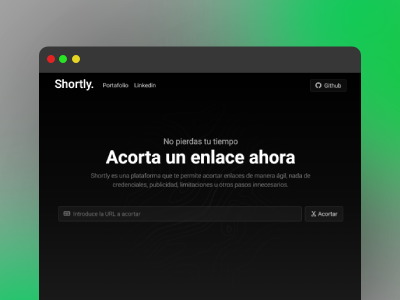 Shortly. Portafolio LinkedIn Github
No pierdas tu tiempo
Acorta un enlace ahora
Shortly es una plataforma que te permite acortar enlaces de manera ágil, nada de
credenciales, publicidad, limitaciones u otros pasos innecesarios.
Introduce la URL a acortar Acortar